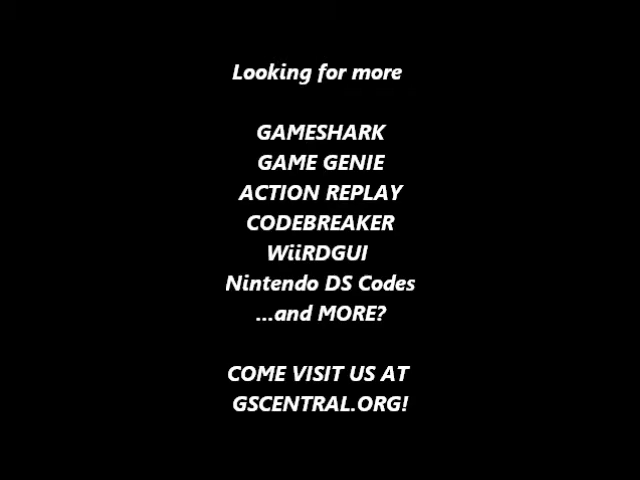 Looking for more
GAMESHARK
GAME GENIE
ACTION REPLAY
CODEBREAKER
WiiRDGUI
Nintendo DS Codes
...and MORE?
COME VISIT US AT
GSCENTRAL.ORG!